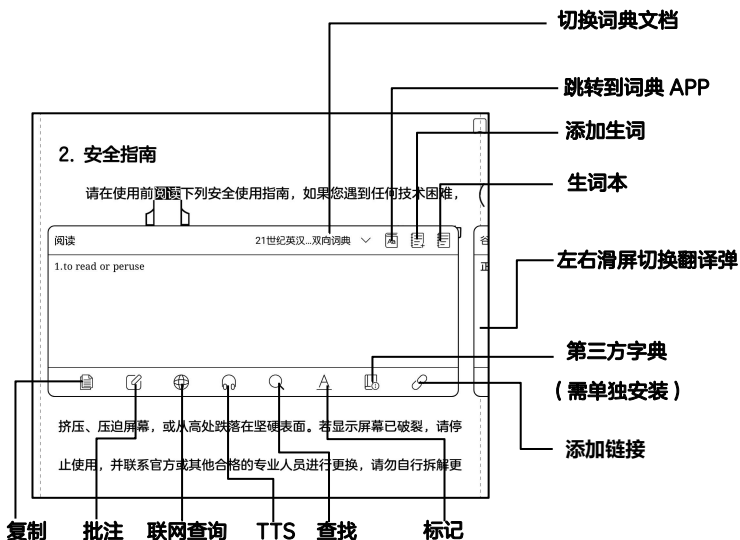 切换词典文档
跳转到词典 APP
添加生词
生词本
左右滑屏切换翻译弹
第三方字典
(需单独安装)
添加链接
2. 安全指南
请在使用前阅读下列安全使用指南，如果您遇到任何技术困难，
阅读
21世纪英汉...双向词典
1.to read or peruse
挤压、压迫屏幕，或从高处跌落在坚硬表面。若显示屏幕已破裂，请停
止使用，并联系官方或其他合格的专业人员进行更换，请勿自行拆解更
复制 批注 联网查询 TTS 查找 标记